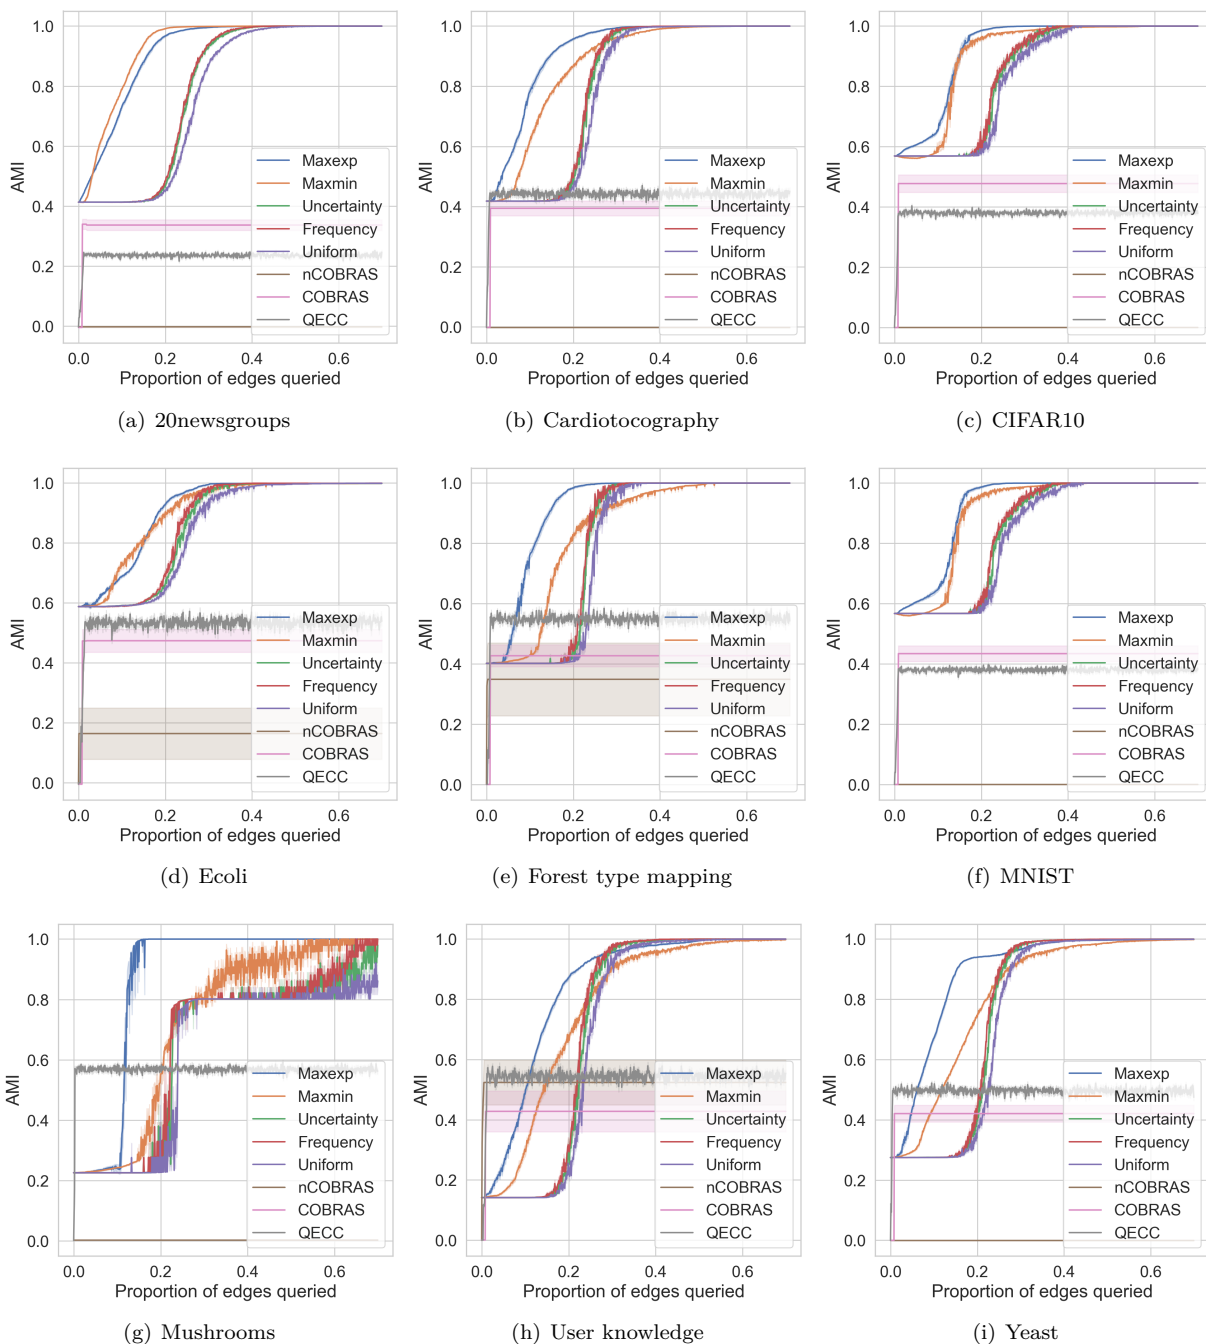 1.0
0.8
0.6
0.4
0.2
0.0
AMI
Maxexp
Maxmin
Uncertainty
Frequency
Uniform
nCOBRAS
COBRAS
QECC
0.0 0.2 0.4 0.6
Proportion of edges queried
(a) 20newsgroups
1.0
0.8
0.6
0.4
0.2
0.0
AMI
Maxexp
Maxmin
Uncertainty
Frequency
Uniform
nCOBRAS
COBRAS
QECC
0.0 0.2 0.4 0.6
Proportion of edges queried
(b) Cardiotocography
1.0
0.8
0.6
0.4
0.2
0.0
AMI
Maxexp
Maxmin
Uncertainty
Frequency
Uniform
nCOBRAS
COBRAS
QECC
0.0 0.2 0.4 0.6
Proportion of edges queried
(c) CIFAR10
1.0
0.8
0.6
0.4
0.2
0.0
AMI
Maxexp
Maxmin
Uncertainty
Frequency
Uniform
nCOBRAS
COBRAS
QECC
0.0 0.2 0.4 0.6
Proportion of edges queried
(d) Ecoli
1.0
0.8
0.6
0.4
0.2
0.0
AMI
Maxexp
Maxmin
Uncertainty
Frequency
Uniform
nCOBRAS
COBRAS
QECC
0.0 0.2 0.4 0.6
Proportion of edges queried
(e) Forest type mapping
1.0
0.8
0.6
0.4
0.2
0.0
AMI
Maxexp
Maxmin
Uncertainty
Frequency
Uniform
nCOBRAS
COBRAS
QECC
0.0 0.2 0.4 0.6
Proportion of edges queried
(f) MNIST
1.0
0.8
0.6
0.4
0.2
0.0
AMI
Maxexp
Maxmin
Uncertainty
Frequency
Uniform
nCOBRAS
COBRAS
QECC
0.0 0.2 0.4 0.6
Proportion of edges queried
(g) Mushrooms
1.0
0.8
0.6
0.4
0.2
0.0
AMI
Maxexp
Maxmin
Uncertainty
Frequency
Uniform
nCOBRAS
COBRAS
QECC
0.0 0.2 0.4 0.6
Proportion of edges queried
(h) User knowledge
1.0
0.8
0.6
0.4
0.2
0.0
AMI
Maxexp
Maxmin
Uncertainty
Frequency
Uniform
nCOBRAS
COBRAS
QECC
0.0 0.2 0.4 0.6
Proportion of edges queried
(i) Yeast